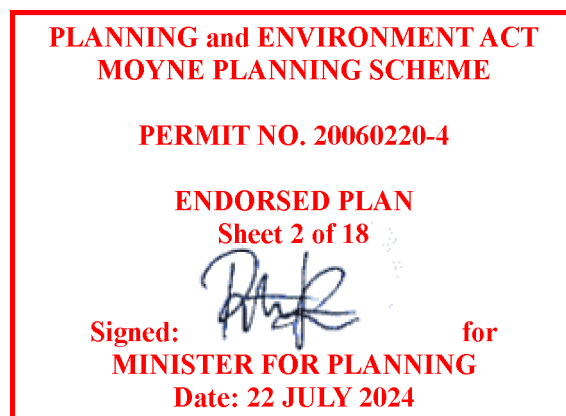 PLANNING and ENVIRONMENT ACT
MOYNE PLANNING SCHEME
PERMIT NO. 20060220-4
ENDORSED PLAN
Sheet 2 of 18
Signed: for
MINISTER FOR PLANNING
Date: 22 JULY 2024